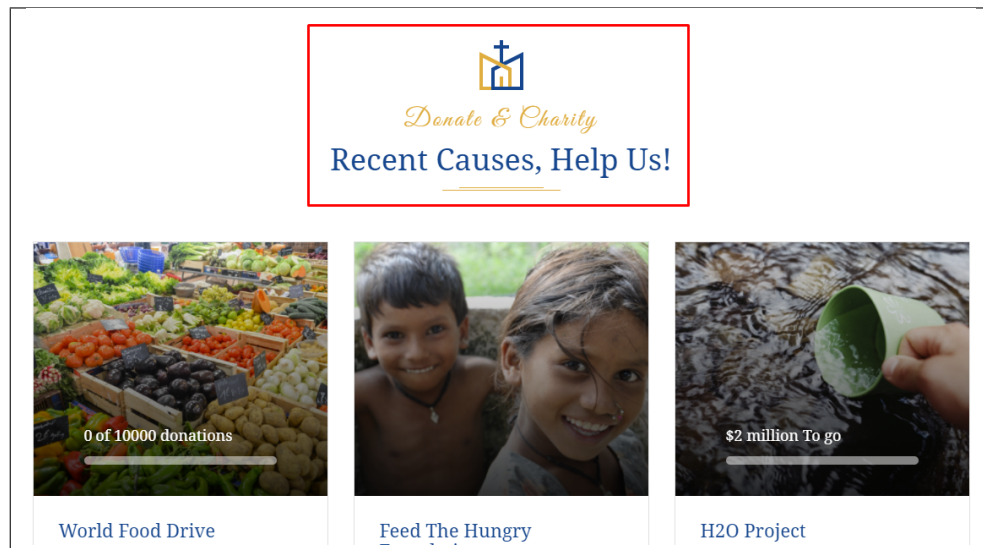 Donate & Charity
Recent Causes, Help Us!
0 of 10000 donations
$2 million To go
World Food Drive
Feed The Hungry
H2O Project